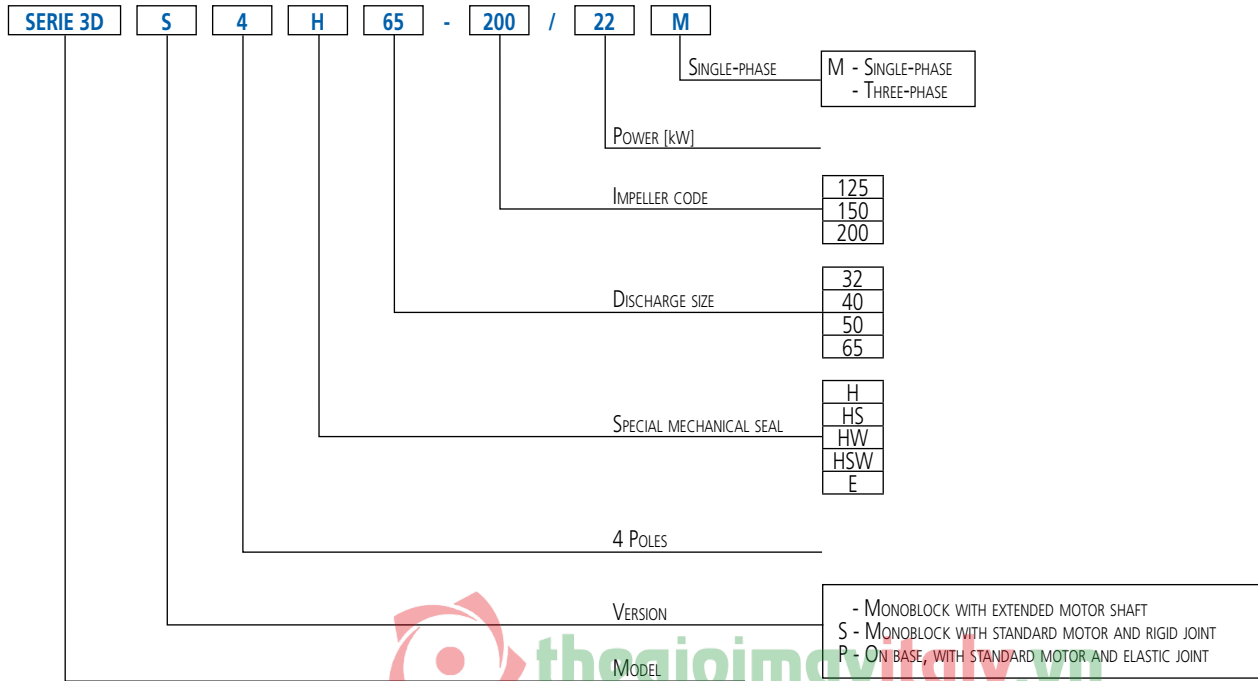 SERIE 3D S 4 H 65 - 200 / 22 M
Single-phase
M - Single-phase
- Three-phase
Power [kW]
Impeller code
125
150
200
Discharge size
32
40
50
65
Special mechanical seal
H
HS
HW
HSW
E
4 Poles
Version
- Monoblock with extended motor shaft
S - Monoblock with standard motor and rigid joint
P - On base, with standard motor and elastic joint
thegioimayitaly.vn
Model